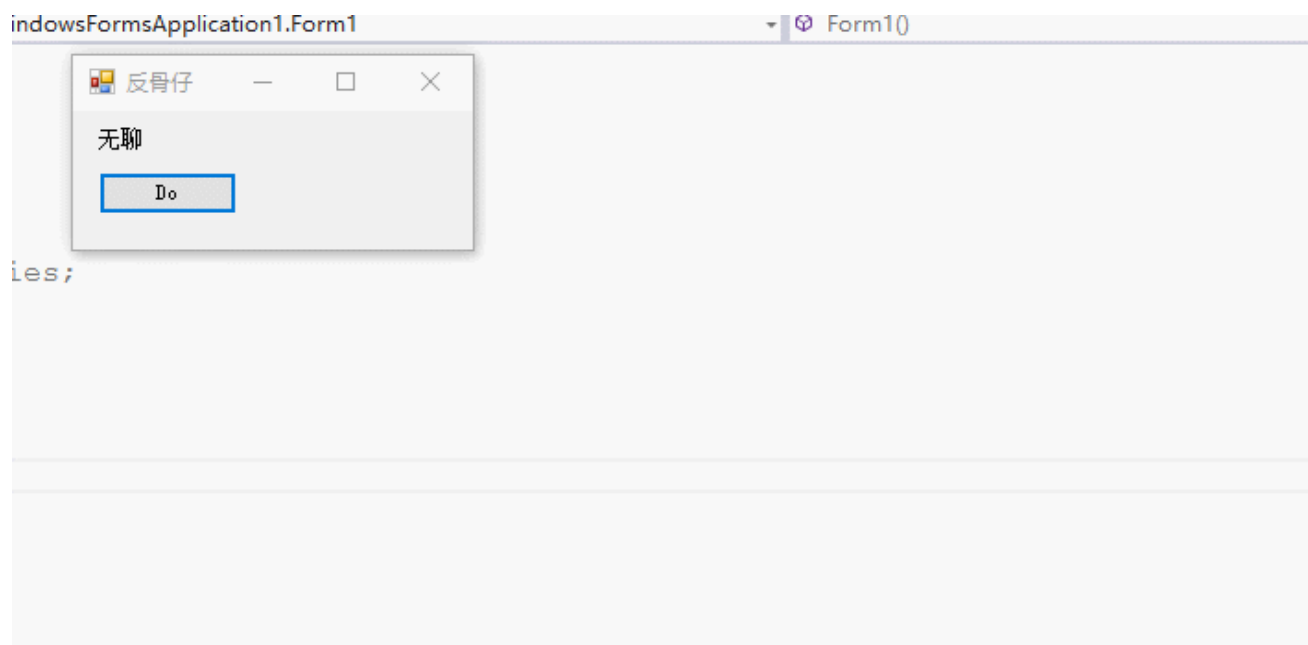 indowsFormsApplication1.Form1
Form1()
反骨仔
无聊
Do
ies;